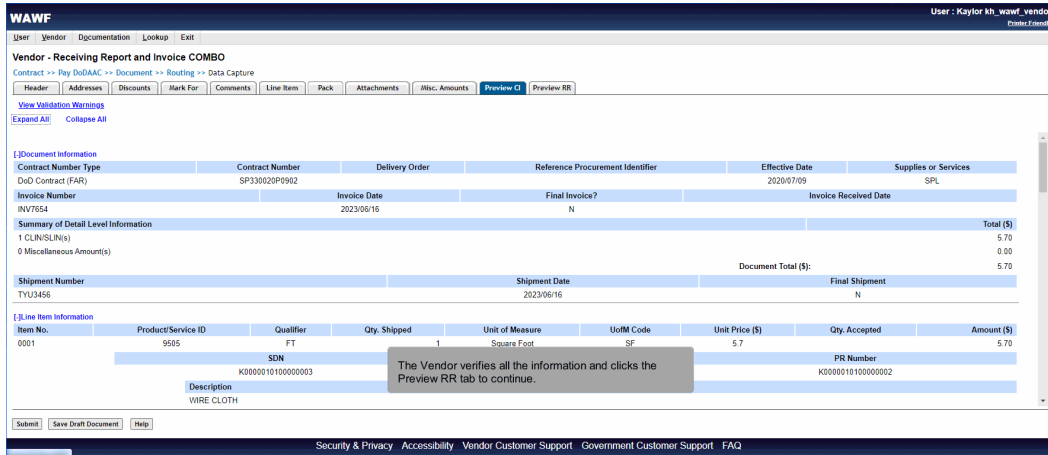 WAWF
User : Kaylor kh_wawf_vendo
Printer Friendl
User Vendor Documentation Lookup Exit
Vendor - Receiving Report and Invoice COMBO
Contract >> Pay DoDAAC >> Document >> Routing >> Data Capture
Header Addresses Discounts Mark For Comments Line Item Pack Attachments Misc. Amounts Preview CI Preview RR
View Validation Warnings
Expand All Collapse All
[-]Document Information
Contract Number Type Contract Number Delivery Order Reference Procurement Identifier Effective Date Supplies or Services
DoD Contract (FAR) SP330020P0902 2020/07/09 SPL
Invoice Number Invoice Date Final Invoice? Invoice Received Date
INV7654 2023/06/16 N
Summary of Detail Level Information Total ($)
1 CLIN/SLIN(s) 5.70
0 Miscellaneous Amount(s) 0.00
Document Total ($): 5.70
Shipment Number Shipment Date Final Shipment
TYU3456 2023/06/16 N
[-]Line Item Information
Item No. Product/Service ID Qualifier Qty. Shipped Unit of Measure UofM Code Unit Price ($) Qty. Accepted Amount ($)
0001 9505 FT 1 Square Foot SF 5.7 5.70
SDN PR Number
K0000010100000003 K0000010100000002
The Vendor verifies all the information and clicks the
Preview RR tab to continue.
Description
WIRE CLOTH
Submit Save Draft Document Help
Security & Privacy Accessibility Vendor Customer Support Government Customer Support FAQ